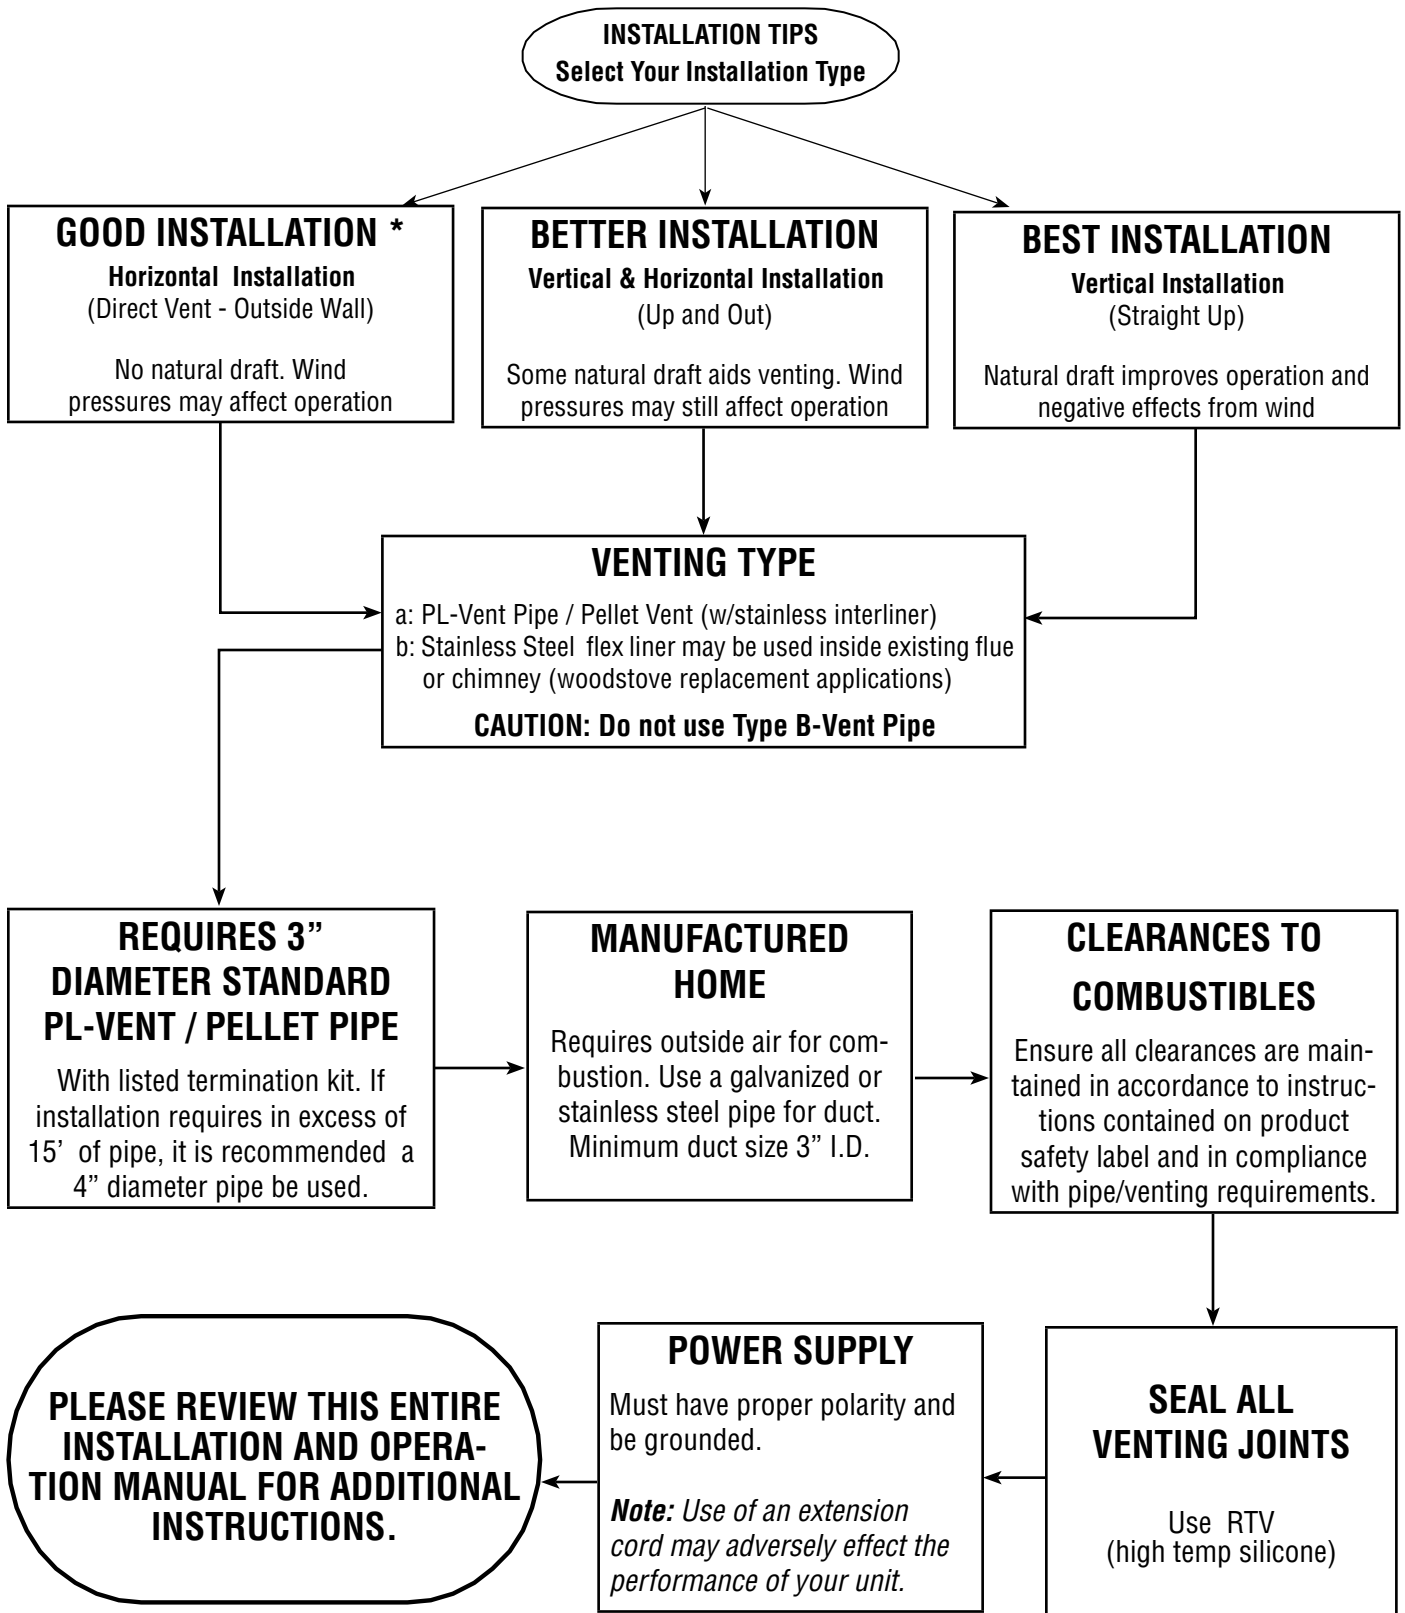 INSTALLATION TIPS
Select Your Installation Type
GOOD INSTALLATION *
Horizontal Installation
(Direct Vent - Outside Wall)
No natural draft. Wind
pressures may affect operation
BETTER INSTALLATION
Vertical & Horizontal Installation
(Up and Out)
Some natural draft aids venting. Wind
pressures may still affect operation
BEST INSTALLATION
Vertical Installation
(Straight Up)
Natural draft improves operation and
negative effects from wind
VENTING TYPE
a: PL-Vent Pipe / Pellet Vent (w/stainless interliner)
b: Stainless Steel flex liner may be used inside existing flue
or chimney (woodstove replacement applications)
CAUTION: Do not use Type B-Vent Pipe
REQUIRES 3”
DIAMETER STANDARD
PL-VENT / PELLET PIPE
With listed termination kit. If
installation requires in excess of
15’ of pipe, it is recommended a
4” diameter pipe be used.
MANUFACTURED
HOME
Requires outside air for com-
bustion. Use a galvanized or
stainless steel pipe for duct.
Minimum duct size 3” I.D.
CLEARANCES TO
COMBUSTIBLES
Ensure all clearances are main-
tained in accordance to instruc-
tions contained on product
safety label and in compliance
with pipe/venting requirements.
SEAL ALL
VENTING JOINTS
Use RTV
(high temp silicone)
POWER SUPPLY
Must have proper polarity and
be grounded.
Note: Use of an extension
cord may adversely effect the
performance of your unit.
PLEASE REVIEW THIS ENTIRE
INSTALLATION AND OPERA-
TION MANUAL FOR ADDITIONAL
INSTRUCTIONS.